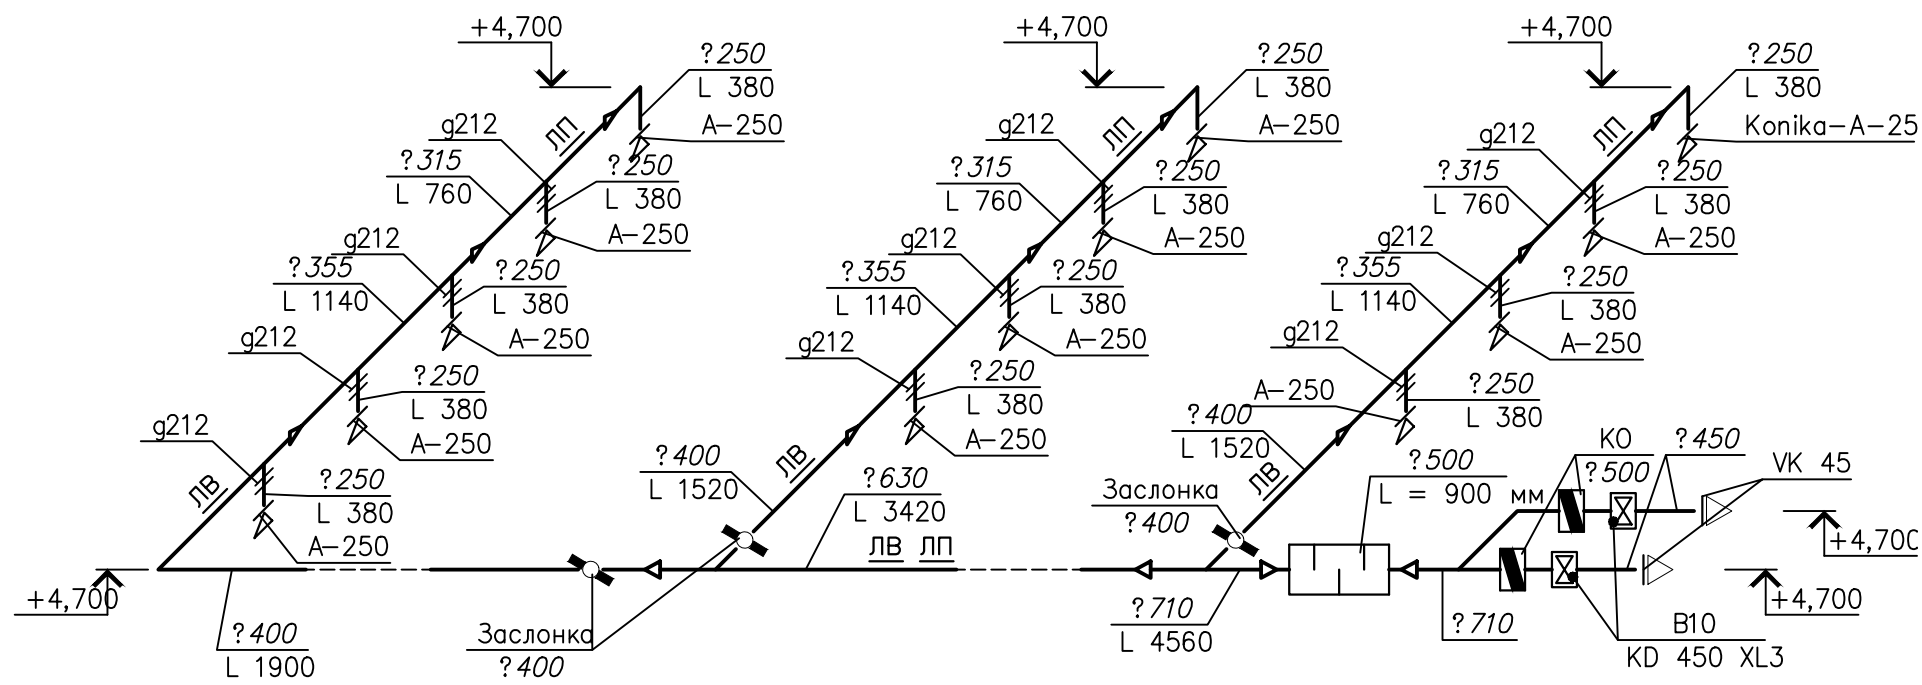 +4,700
?250
L 380
A-250
g212
ЛП
?315
L 760
?250
L 380
A-250
g212
?355
L 1140
?250
L 380
A-250
g212
?250
L 380
A-250
g212
ЛВ
?250
L 380
A-250
+4,700
?400
L 1900
+4,700
?250
L 380
A-250
g212
ЛП
?315
L 760
?250
L 380
A-250
g212
?355
L 1140
?250
L 380
A-250
g212
?250
L 380
A-250
?400
L 1520
ЛВ
?630
L 3420
ЛВ ЛП
Заслонка
?400
+4,700
?250
L 380
Konika-A-25
g212
ЛП
?315
L 760
?250
L 380
A-250
g212
?355
L 1140
?250
L 380
A-250
g212
A-250
?250
L 380
?400
L 1520
ЛВ
Заслонка
?400
?500
L = 900
КО
?500
мм
?450
VK 45
+4,700
+4,700
?710
L 4560
?710
B10
KD 450 XL3